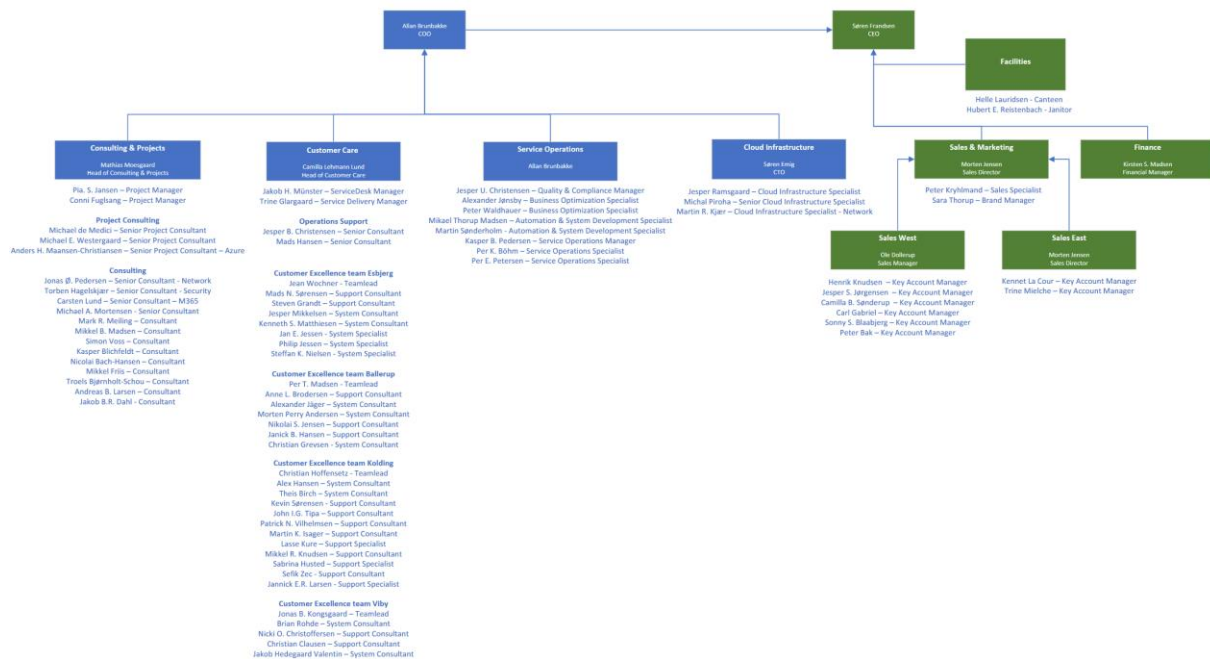 Allan Brunbakke
COO
Søren Frandsen
CEO
Facilities
Helle Lauridsen - Canteen
Hubert E. Reistenbach - Janitor
Consulting & Projects
Mathias Moesgaard
Head of Consulting & Projects
Pia. S. Jansen – Project Manager
Conni Fuglsang – Project Manager
Project Consulting
Michael de Medici – Senior Project Consultant
Michael E. Westergaard – Senior Project Consultant
Anders H. Maansen-Christiansen – Senior Project Consultant – Azure
Consulting
Jonas Ø. Pedersen – Senior Consultant - Network
Torben Hagelskjær – Senior Consultant - Security
Carsten Lund – Senior Consultant – M365
Michael A. Mortensen - Senior Consultant
Mark R. Meiling – Consultant
Mikkel B. Madsen – Consultant
Simon Voss – Consultant
Kasper Blichfeldt – Consultant
Nicolai Bach-Hansen – Consultant
Mikkel Friis – Consultant
Troels Bjørnholt-Schou – Consultant
Andreas B. Larsen – Consultant
Jakob B.R. Dahl - Consultant
Customer Care
Camilla Lohmann Lund
Head of Customer Care
Jakob H. Münster – ServiceDesk Manager
Trine Glargaard – Service Delivery Manager
Operations Support
Jesper B. Christensen – Senior Consultant
Mads Hansen – Senior Consultant
Customer Excellence team Esbjerg
Jean Wochner - Teamlead
Mads N. Sørensen – Support Consultant
Steven Grandt – Support Consultant
Jesper Mikkelsen – System Consultant
Kenneth S. Matthiesen – System Consultant
Jan E. Jessen - System Specialist
Philip Jessen – System Specialist
Steffan K. Nielsen - System Specialist
Customer Excellence team Ballerup
Per T. Madsen - Teamlead
Anne L. Brodersen – Support Consultant
Alexander Jäger – System Consultant
Morten Perry Andersen – System Consultant
Nikolai S. Jensen – Support Consultant
Janick B. Hansen – Support Consultant
Christian Grevsen - System Consultant
Customer Excellence team Kolding
Christian Hoffensetz - Teamlead
Alex Hansen – System Consultant
Theis Birch – System Consultant
Kevin Sørensen - Support Consultant
John I.G. Tipa – Support Consultant
Patrick N. Vilhelmsen – Support Consultant
Martin K. Isager – Support Consultant
Lasse Kure – Support Specialist
Mikkel R. Knudsen – Support Consultant
Sabrina Husted – Support Specialist
Sefik Zec - Support Consultant
Jannick E.R. Larsen - Support Specialist
Customer Excellence team Viby
Jonas B. Kongsgaard – Teamlead
Brian Rohde – System Consultant
Nicki O. Christoffersen – Support Consultant
Christian Clausen – Support Consultant
Jakob Hedegaard Valentin – System Consultant
Service Operations
Allan Brunbakke
Jesper U. Christensen – Quality & Compliance Manager
Alexander Jønsby – Business Optimization Specialist
Peter Waldhauer – Business Optimization Specialist
Mikael Thorup Madsen – Automation & System Development Specialist
Martin Sønderholm - Automation & System Development Specialist
Kasper B. Pedersen – Service Operations Manager
Per K. Böhm – Service Operations Specialist
Per E. Petersen – Service Operations Specialist
Cloud Infrastructure
Søren Emig
CTO
Jesper Ramsgaard – Cloud Infrastructure Specialist
Michal Piroha – Senior Cloud Infrastructure Specialist
Martin R. Kjær – Cloud Infrastructure Specialist - Network
Sales & Marketing
Morten Jensen
Sales Director
Peter Kryhlmand – Sales Specialist
Sara Thorup – Brand Manager
Finance
Kirsten S. Madsen
Financial Manager
Sales West
Ole Dollerup
Sales Manager
Henrik Knudsen – Key Account Manager
Jesper S. Jørgensen – Key Account Manager
Camilla B. Sønderup – Key Account Manager
Carl Gabriel – Key Account Manager
Sonny S. Blaabjerg – Key Account Manager
Peter Bak – Key Account Manager
Sales East
Morten Jensen
Sales Director
Kennet La Cour – Key Account Manager
Trine Mielche – Key Account Manager